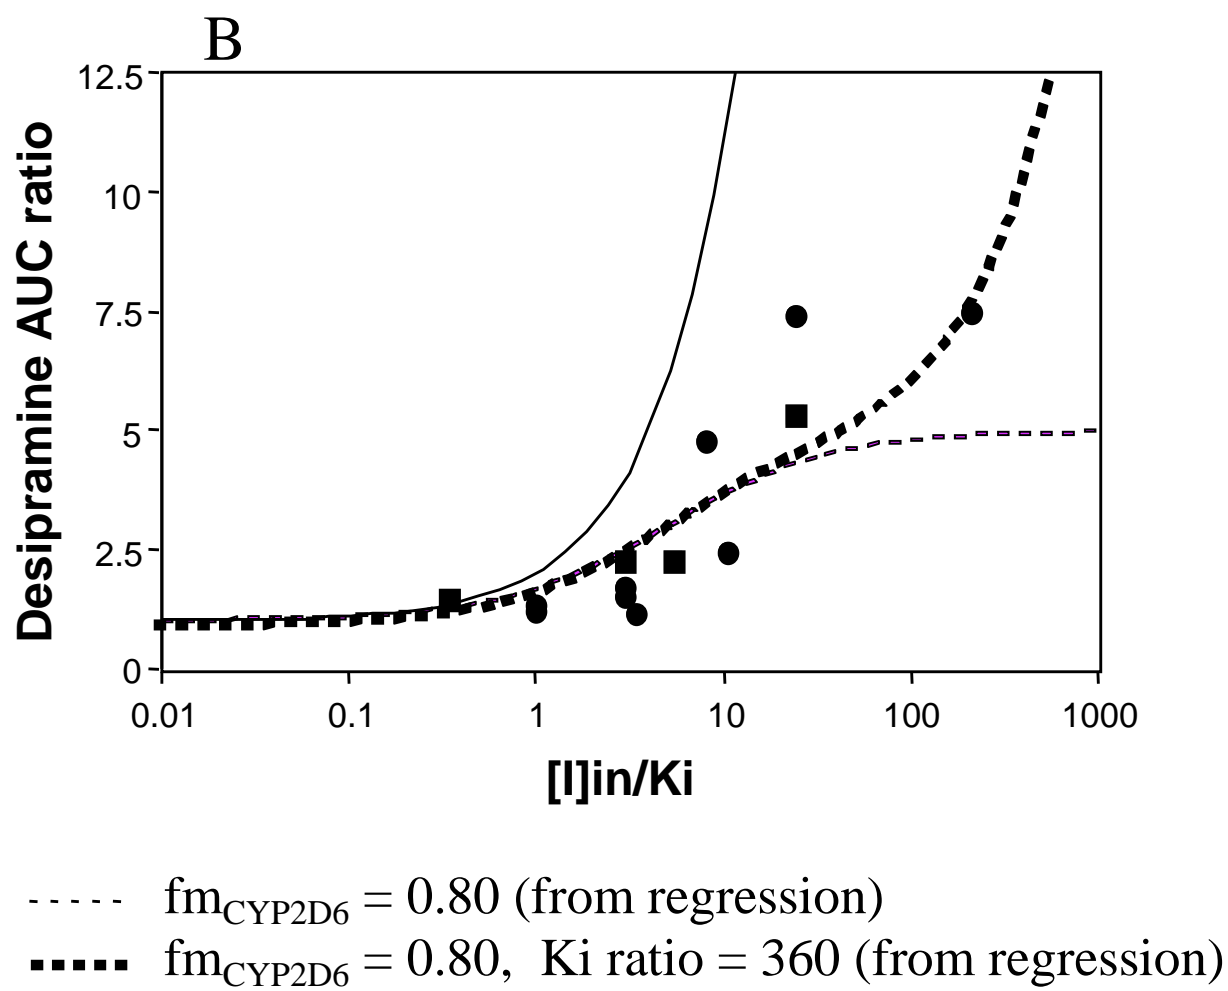 B
12.5
10
7.5
5
2.5
0
Desipramine AUC ratio
0.01 0.1 1 10 100 1000
[I]in/Ki
fmCYP2D6 = 0.80 (from regression)
fmCYP2D6 = 0.80, Ki ratio = 360 (from regression)